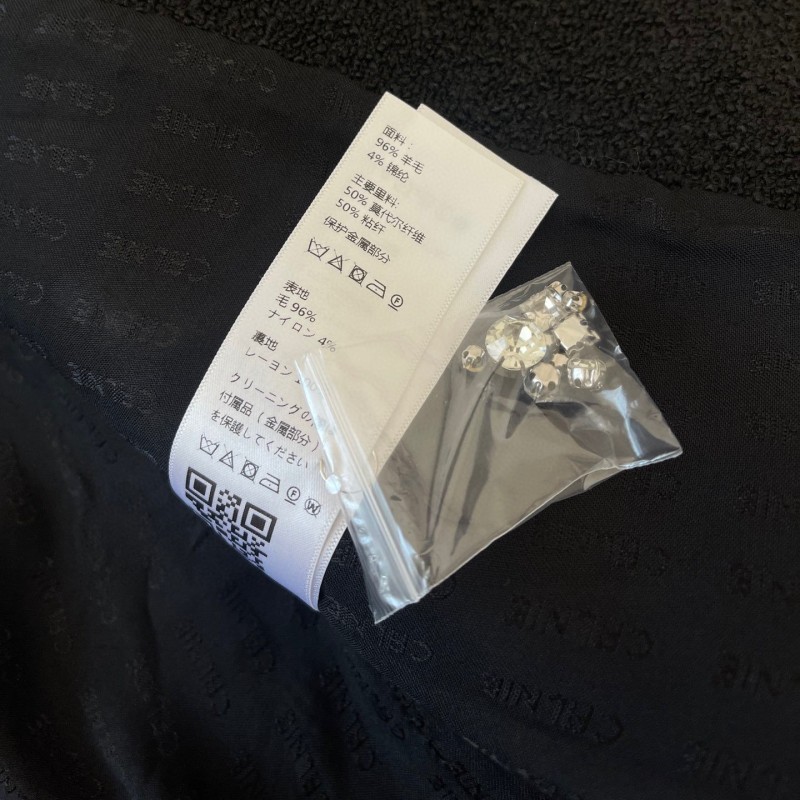 面料:
96% 羊毛
4% 锦纶
主要里料:
50% 莫代尔纤维
50% 粘纤
保护金属部分
表地
毛 96%
ナイロン 4%
裏地
レーヨン
クリーニングの
付属品 ( 金属部分 )
を保護してください